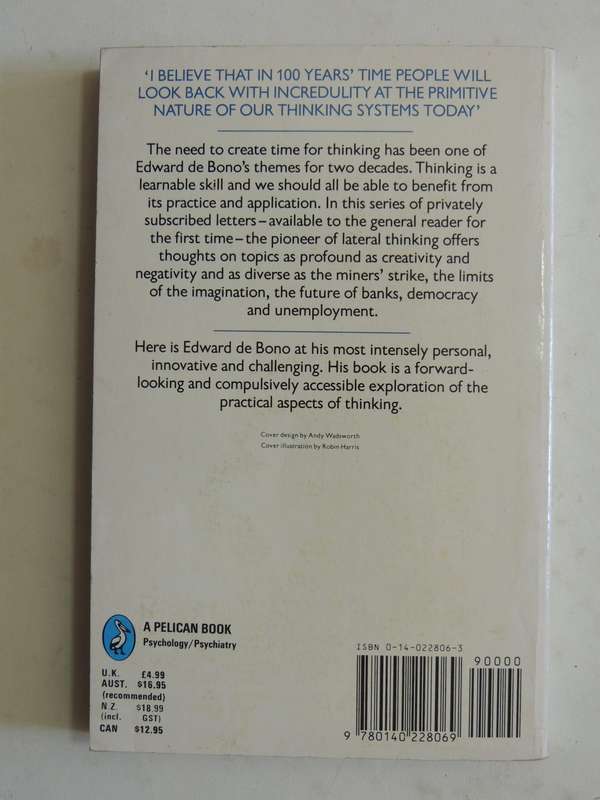 ‘I BELIEVE THAT IN 100 YEARS’ TIME PEOPLE WILL
LOOK BACK WITH INCREDULITY AT THE PRIMITIVE
NATURE OF OUR THINKING SYSTEMS TODAY’
The need to create time for thinking has been one of
Edward de Bono’s themes for two decades. Thinking is a
learnable skill and we should all be able to benefit from
its practice and application. In this series of privately
subscribed letters – available to the general reader for
the first time – the pioneer of lateral thinking offers
thoughts on topics as profound as creativity and
negativity and as diverse as the miners’ strike, the limits
of the imagination, the future of banks, democracy
and unemployment.
Here is Edward de Bono at his most intensely personal,
innovative and challenging. His book is a forward-
looking and compulsively accessible exploration of the
practical aspects of thinking.
Cover design by Andy Wadsworth
Cover illustration by Robin Harris
A PELICAN BOOK
Psychology/Psychiatry
U.K. £4.99
AUST. $16.95
(recommended)
N.Z. $18.99
(incl. GST)
CAN $12.95
ISBN 0-14-022806-3
90000
9 780140 228069